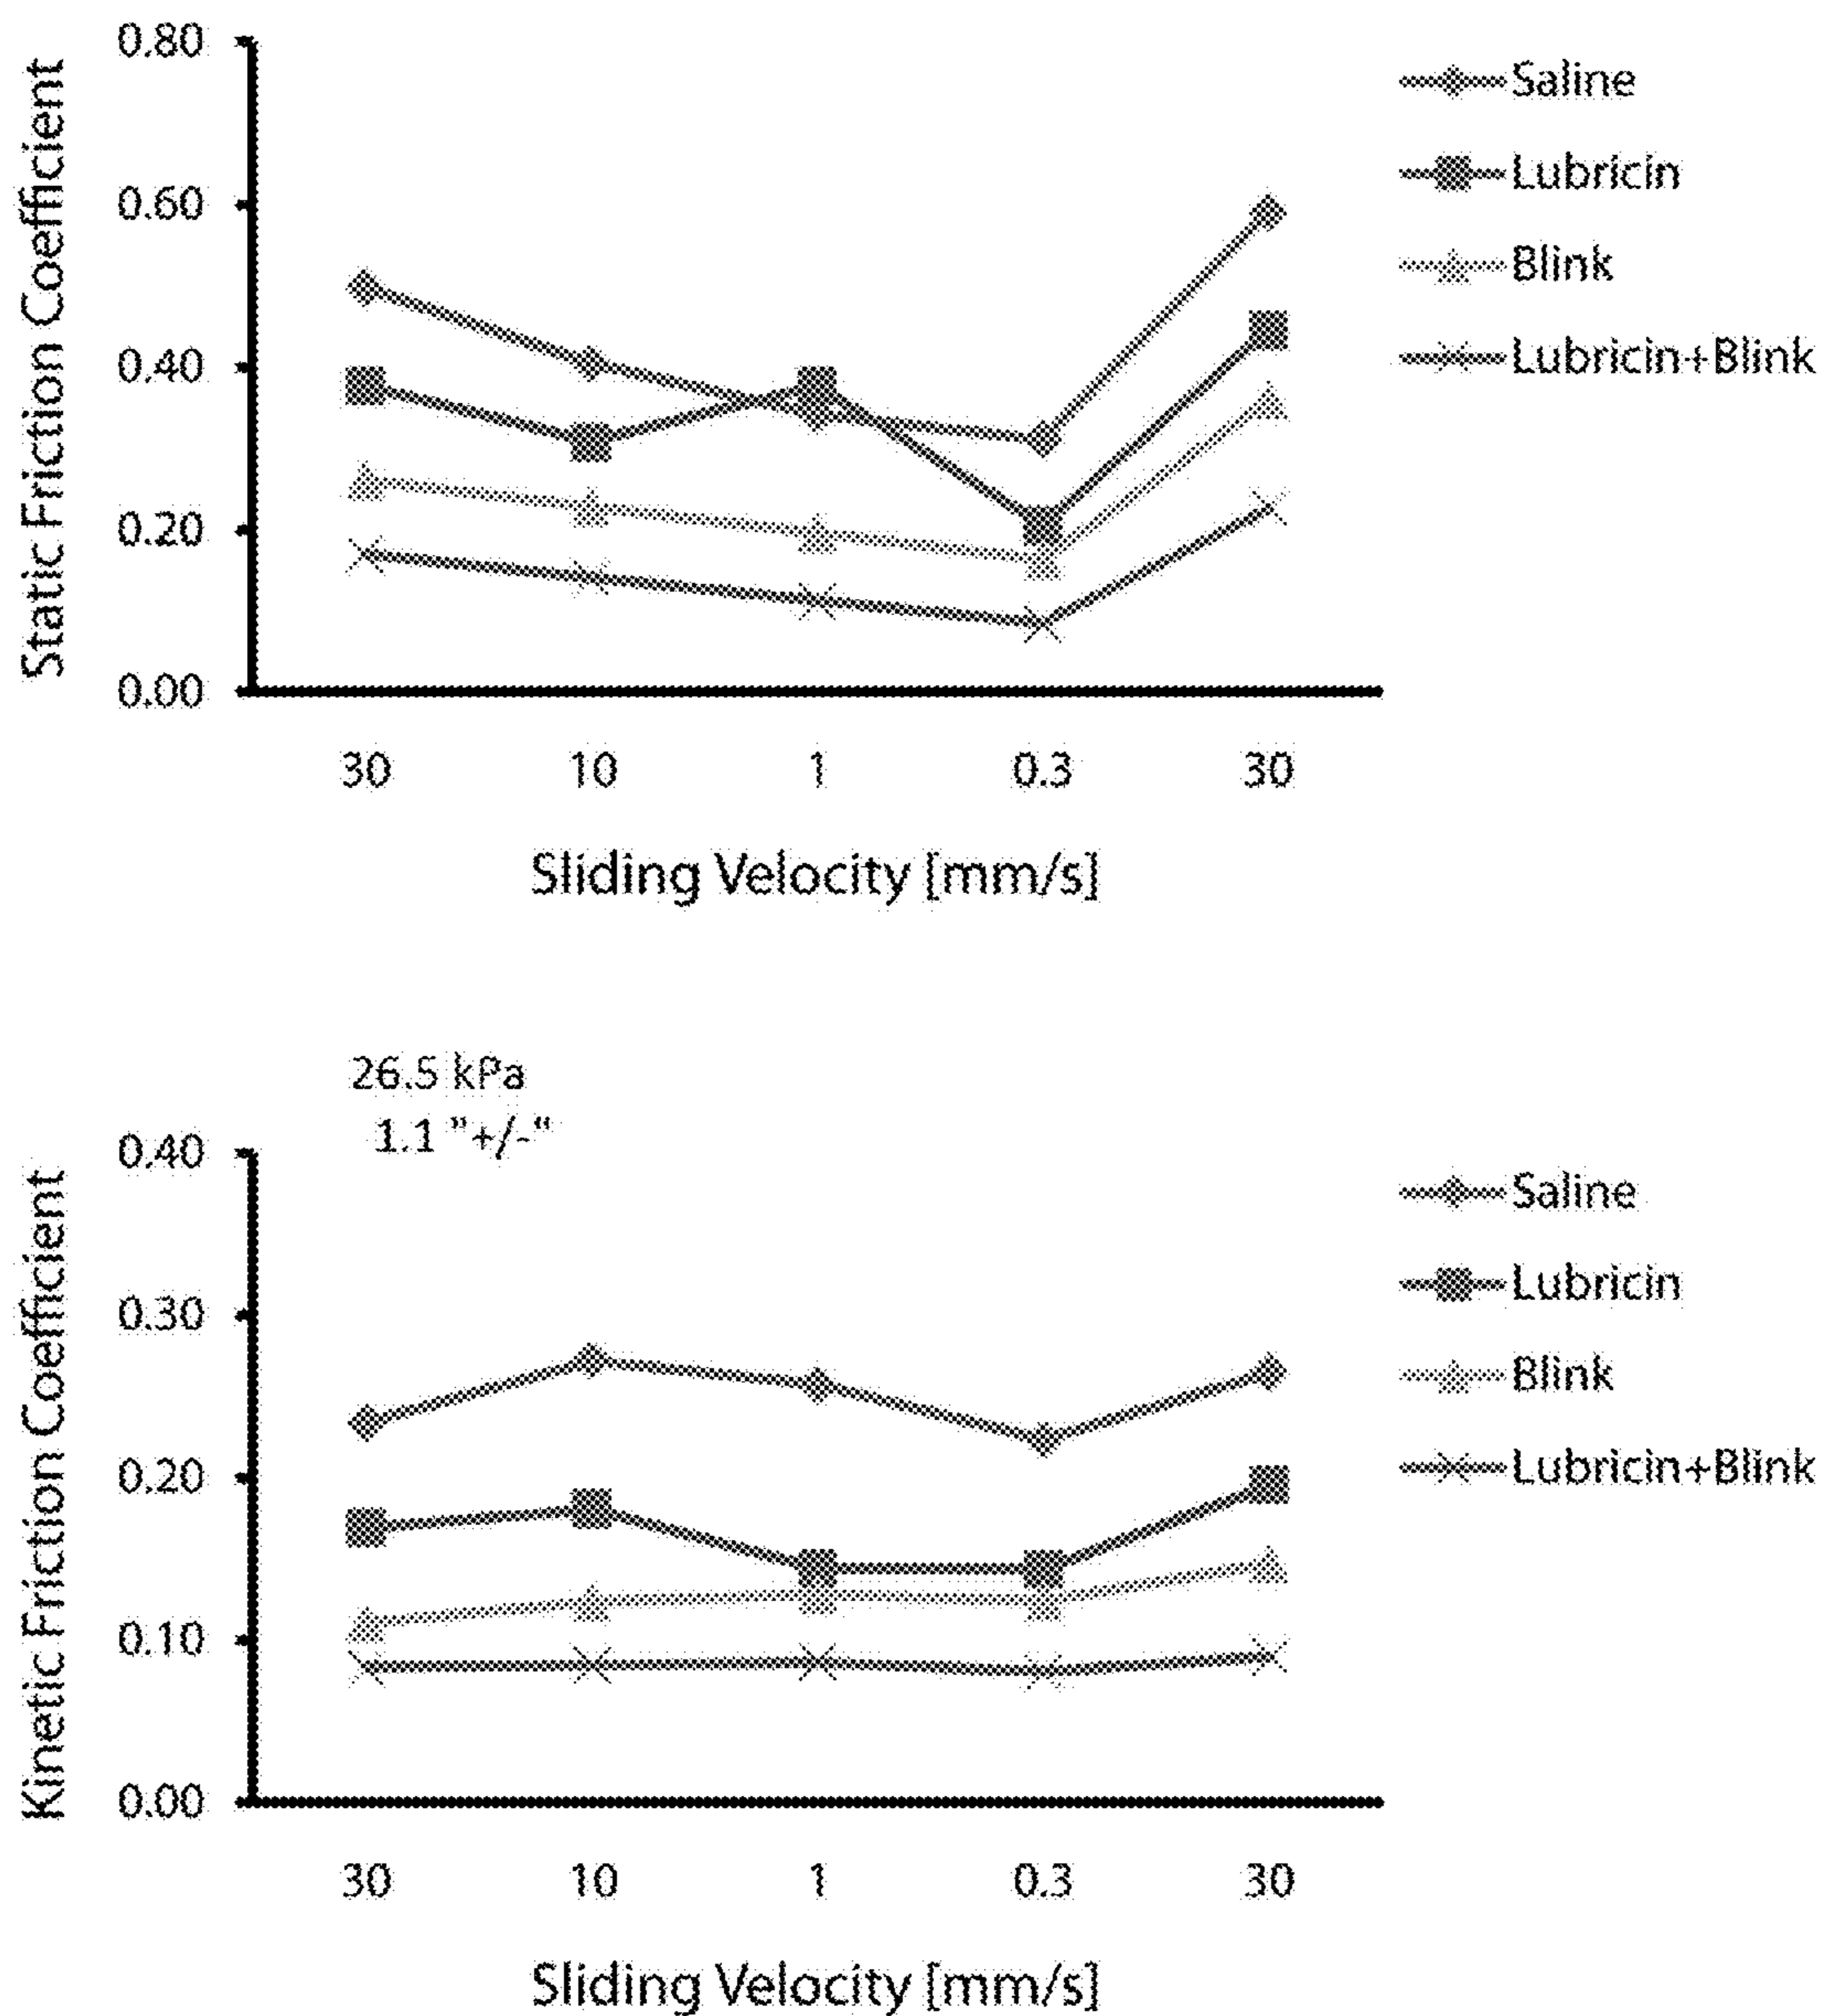 0.80
0.60
0.40
0.20
0.00
Static Friction Coefficient
30 10 1 0.3 30
Sliding Velocity [mm/s]
Saline
Lubricin
Blink
Lubricin+Blink
26.5 kPa
1.1 "+/-"
0.40
0.30
0.20
0.10
0.00
Kinetic Friction Coefficient
30 10 1 0.3 30
Sliding Velocity [mm/s]
Saline
Lubricin
Blink
Lubricin+Blink